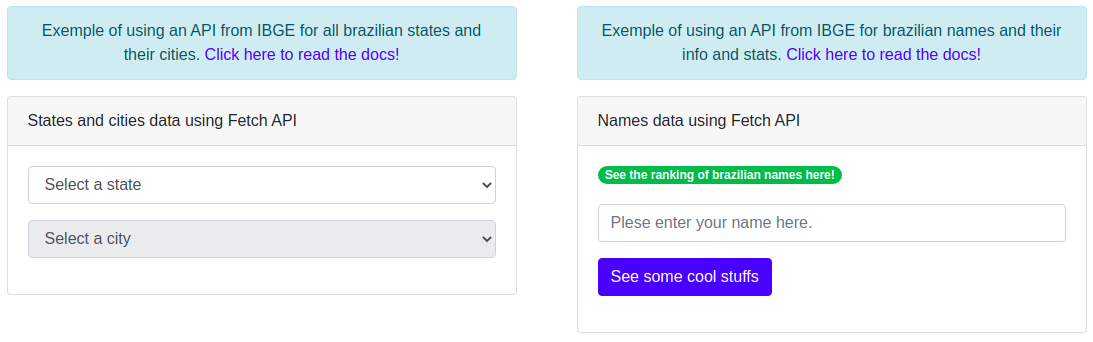 Exemple of using an API from IBGE for all brazilian states and
their cities. Click here to read the docs!
States and cities data using Fetch API
Select a state
Select a city
Exemple of using an API from IBGE for brazilian names and their
info and stats. Click here to read the docs!
Names data using Fetch API
See the ranking of brazilian names here!
Plese enter your name here.
See some cool stuffs